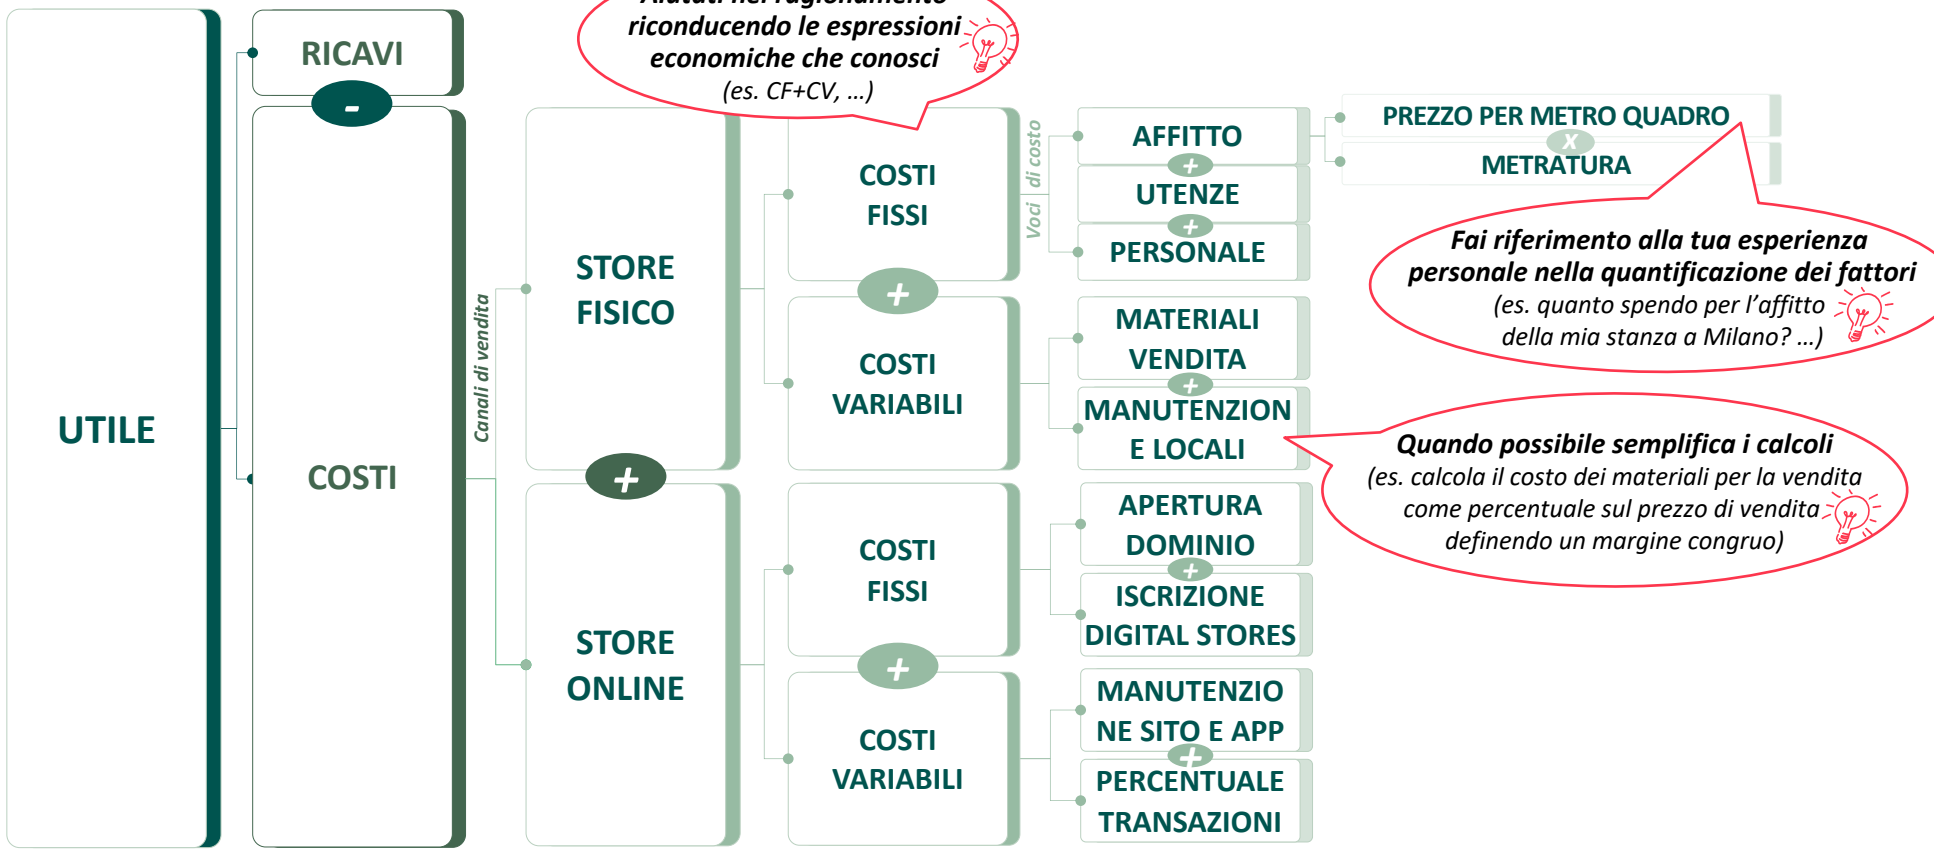 UTILE
RICAVI
-
COSTI
Canali di vendita
STORE
FISICO
+
STORE
ONLINE
Aiutati nel ragionamento
riconducendo le espressioni
economiche che conosci
(es. CF+CV, …)
COSTI
FISSI
+
COSTI
VARIABILI
COSTI
FISSI
+
COSTI
VARIABILI
Voci di costo
AFFITTO
+
UTENZE
+
PERSONALE
MATERIALI
VENDITA
+
MANUTENZION
E LOCALI
APERTURA
DOMINIO
+
ISCRIZIONE
DIGITAL STORES
MANUTENZIO
NE SITO E APP
+
PERCENTUALE
TRANSAZIONI
PREZZO PER METRO QUADRO
X
METRATURA
Fai riferimento alla tua esperienza
personale nella quantificazione dei fattori
(es. quanto spendo per l’affitto
della mia stanza a Milano? …)
Quando possibile semplifica i calcoli
(es. calcola il costo dei materiali per la vendita
come percentuale sul prezzo di vendita
definendo un margine congruo)